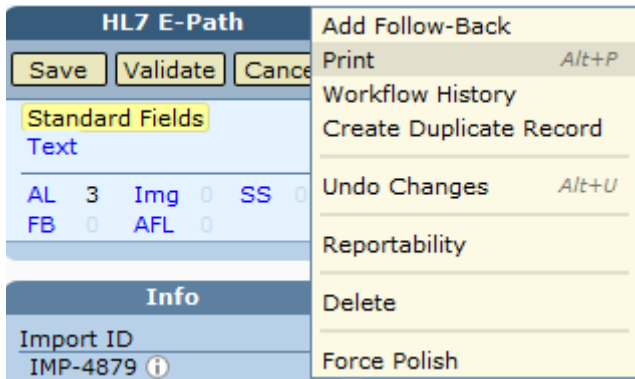 HL7 E-Path
Save Validate Cance
Standard Fields
Text
AL 3 Img 0 SS 0
FB 0 AFL 0
Info
Import ID
IMP-4879
Add Follow-Back
Print Alt+P
Workflow History
Create Duplicate Record
Undo Changes Alt+U
Reportability
Delete
Force Polish